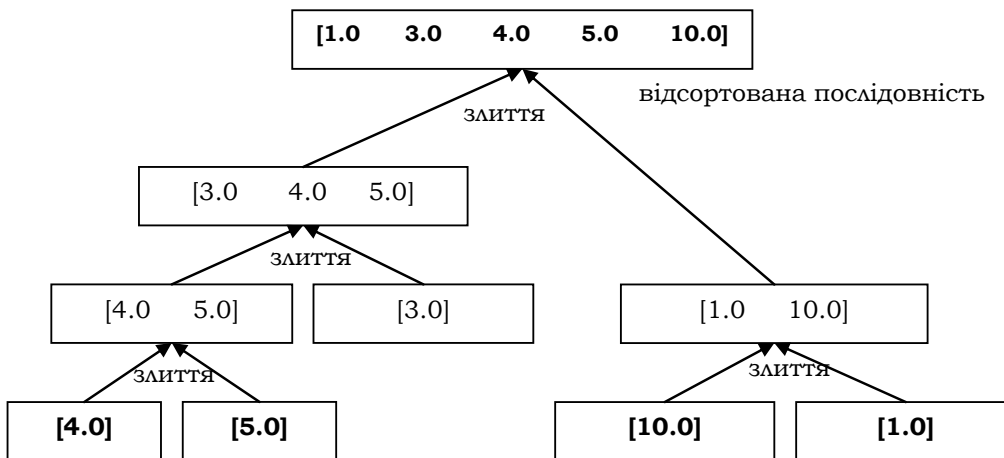 [1.0 3.0 4.0 5.0 10.0]
відсортована послідовність
злиття
[3.0 4.0 5.0]
злиття
[4.0 5.0]
[3.0]
[1.0 10.0]
злиття
злиття
[4.0]
[5.0]
[10.0]
[1.0]